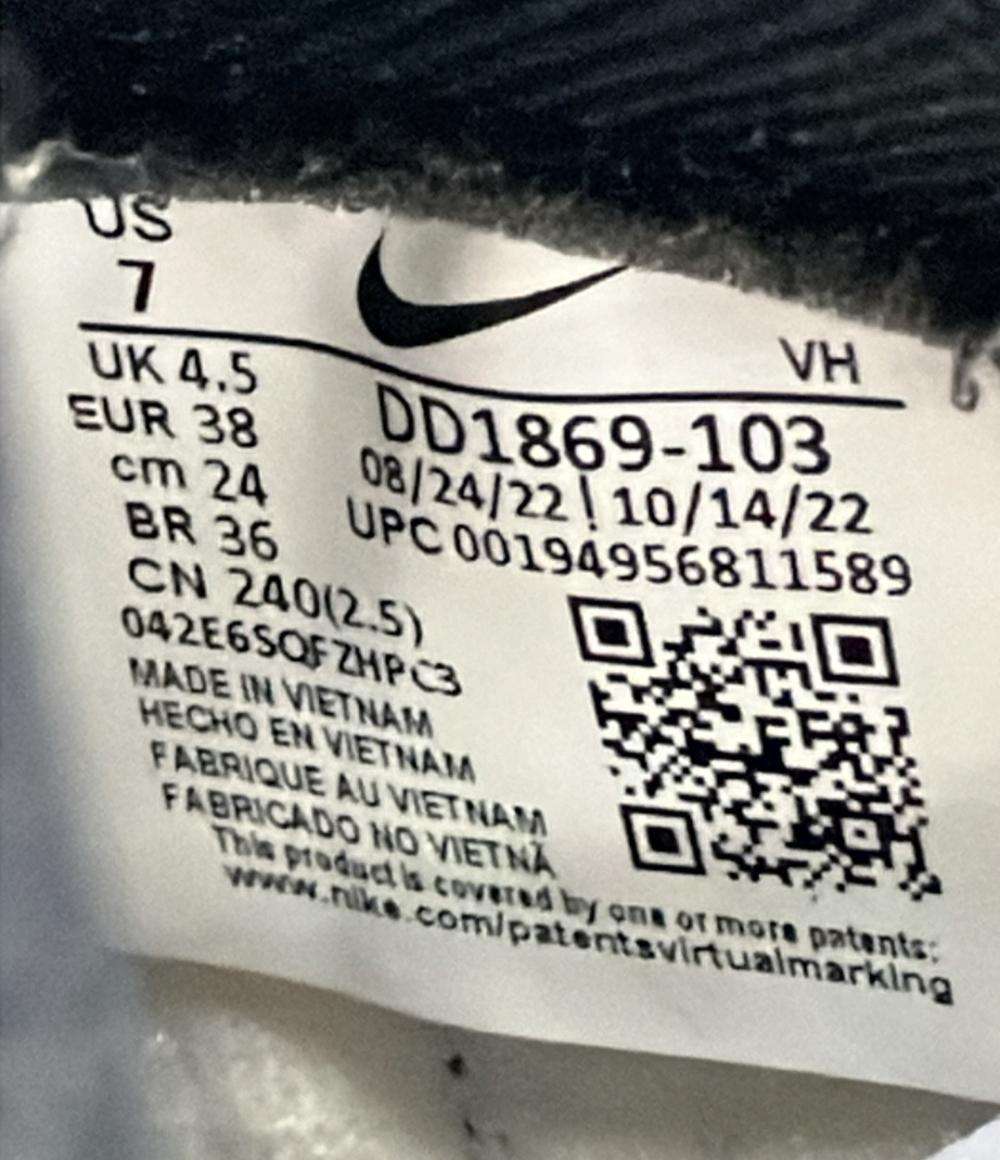 US
7
VH
UK 4.5
EUR 38
cm 24
BR 36
CN 240(2.5)
DD1869-103
08/24/22 | 10/14/22
UPC 00194956811589
042E6SQFZHPC3
MADE IN VIETNAM
HECHO EN VIETNAM
FABRIQUE AU VIETNAM
FABRICADO NO VIETNÃ
This product is covered by one or more patents:
www.nike.com/patentsvirtualmarking